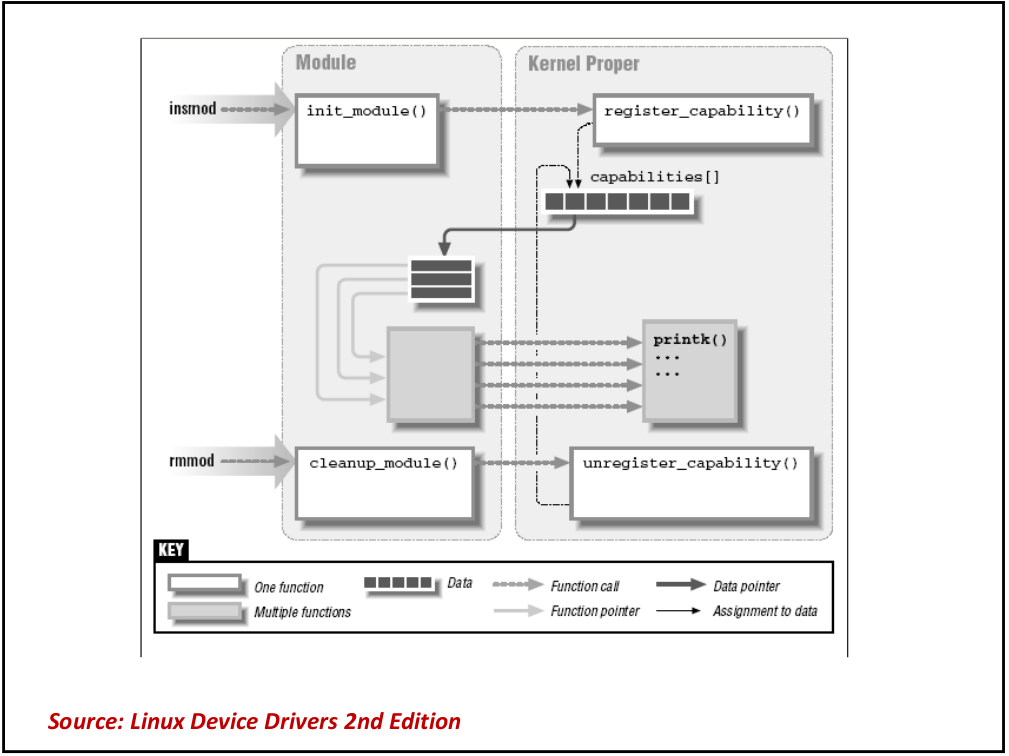 Module
Kernel Proper
insmod
init_module()
register_capability()
capabilities[]
printk()
...
...
rmmod
cleanup_module()
unregister_capability()
KEY
One function
Data
Function call
Data pointer
Multiple functions
Function pointer
Assignment to data
Source: Linux Device Drivers 2nd Edition